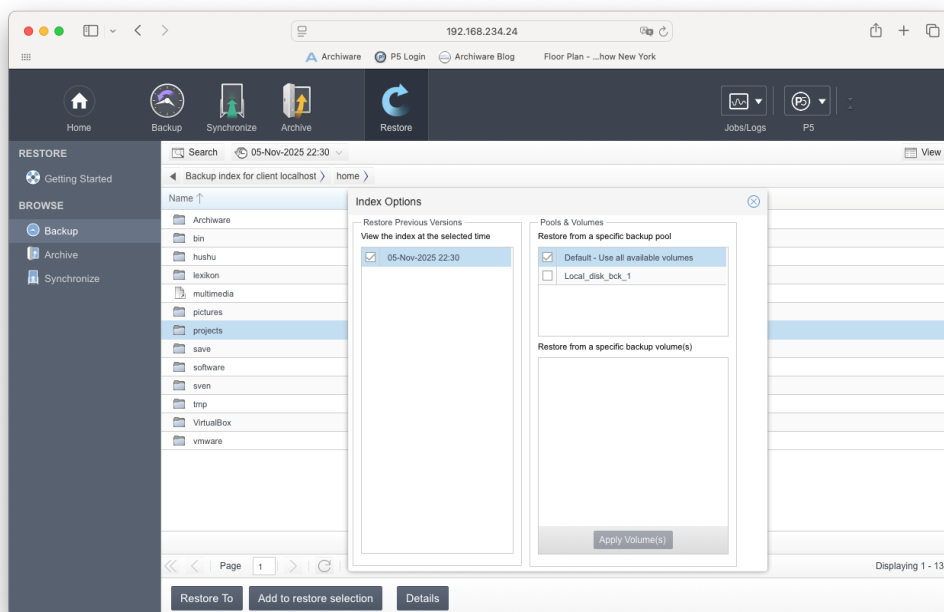 192.168.234.24
Archiware P5 Login Archiware Blog Floor Plan - ...how New York
Home Backup Synchronize Archive Restore Jobs/Logs P5
RESTORE
Getting Started
BROWSE
Backup
Archive
Synchronize
Search 05-Nov-2025 22:30 View
Backup index for client localhost home
Name
Archiware
bin
hushu
lexikon
multimedia
pictures
projects
save
software
sven
tmp
VirtualBox
vmware
Index Options
Restore Previous Versions
View the index at the selected time
05-Nov-2025 22:30
Pools & Volumes
Restore from a specific backup pool
Default - Use all available volumes
Local_disk_bck_1
Restore from a specific backup volume(s)
Apply Volume(s)
Page 1 Displaying 1 - 13
Restore To Add to restore selection Details